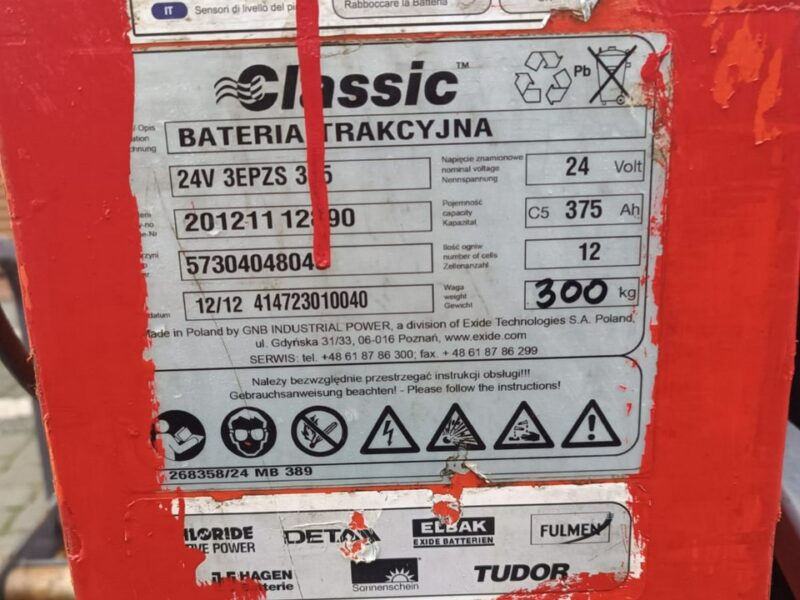 IT Sensori di livello del
Rabboccare la Batteria
Classic™
Pb
Opis
BATERIA TRAKCYJNA
24V 3EPZS
Napięcie znamionowe
nominal voltage
Nennspannung
24 Volt
201211
Pojemność
capacity
Kapazität
C5 375 Ah
5730404804
Ilość ogniw
number of cells
Zellenanzahl
12
datum
12/12 414723010040
Waga
weight
Gewicht
300 kg
Made in Poland by GNB INDUSTRIAL POWER, a division of Exide Technologies S.A. Poland,
ul. Gdyńska 31/33, 06-016 Poznań, www.exide.com
SERWIS: tel. +48 61 87 86 300; fax. + 48 61 87 86 299
Należy bezwzględnie przestrzegać instrukcji obsługi!!!
Gebrauchsanweisung beachten! - Please follow the instructions!
268358/24 MB 389
POWER
ELBAK
EXIDE BATTERIEN
FULMEN
HAGEN
Sonnenschein
TUDOR